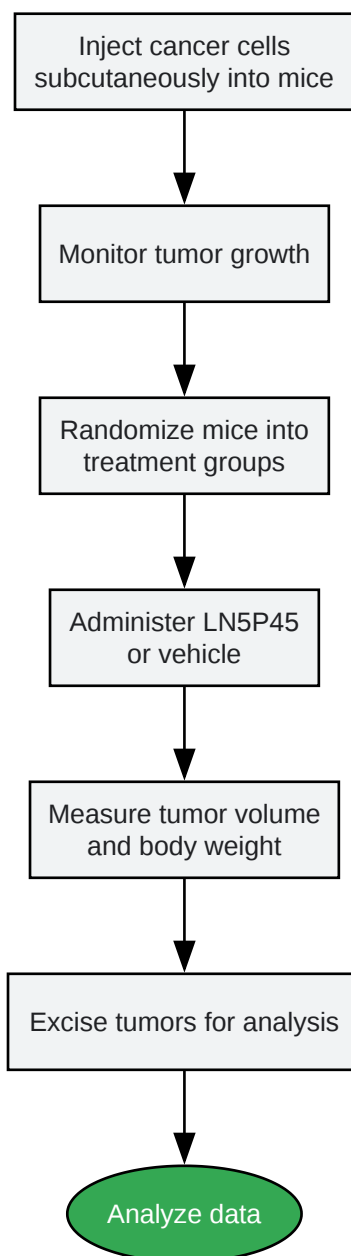 Inject cancer cells
subcutaneously into mice
Monitor tumor growth
Randomize mice into
treatment groups
Administer LN5P45
or vehicle
Measure tumor volume
and body weight
Excise tumors for analysis
Analyze data